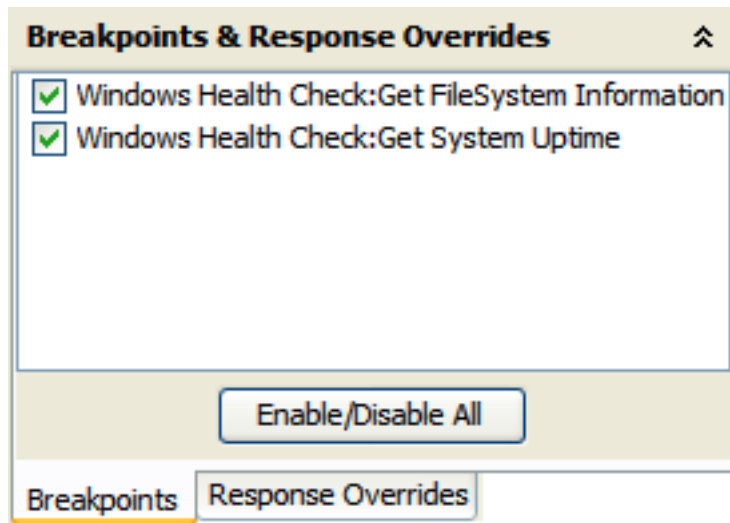 Breakpoints & Response Overrides
Windows Health Check:Get FileSystem Information
Windows Health Check:Get System Uptime
Enable/Disable All
Breakpoints
Response Overrides